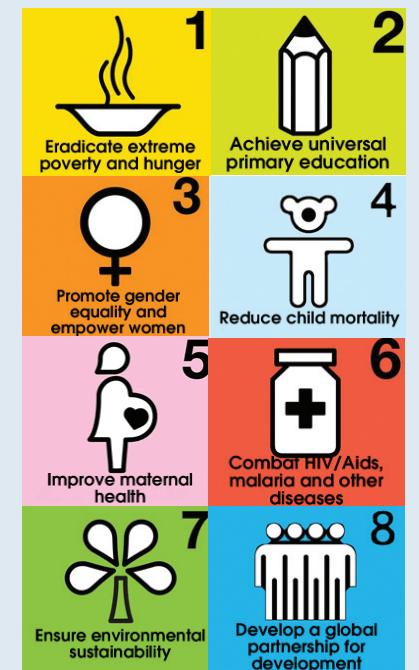 1
Eradicate extreme
poverty and hunger
2
Achieve universal
primary education
3
Promote gender
equality and
empower women
4
Reduce child mortality
5
Improve maternal
health
6
Combat HIV/Aids,
malaria and other
diseases
7
Ensure environmental
sustainability
8
Develop a global
partnership for
development